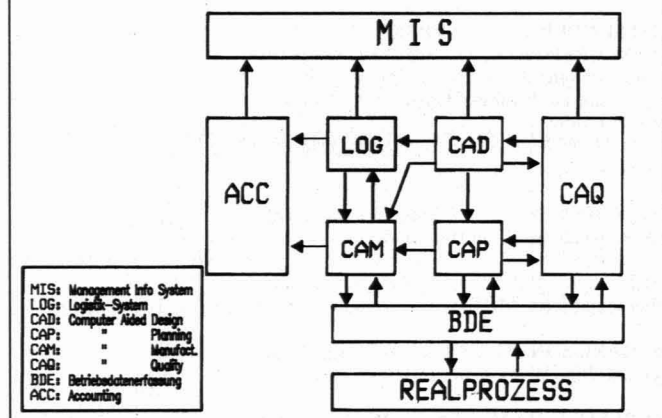 MIS
LOG
CAD
ACC
CAQ
CAM
CAP
BDE
REALPROZESS
MIS: Management Info System
LOG: Logistik-System
CAD: Computer Aided Design
CAP: " Planning
CAM: " Manufact.
CAQ: " Quality
BDE: Betriebsdatenerfassung
ACC: Accounting